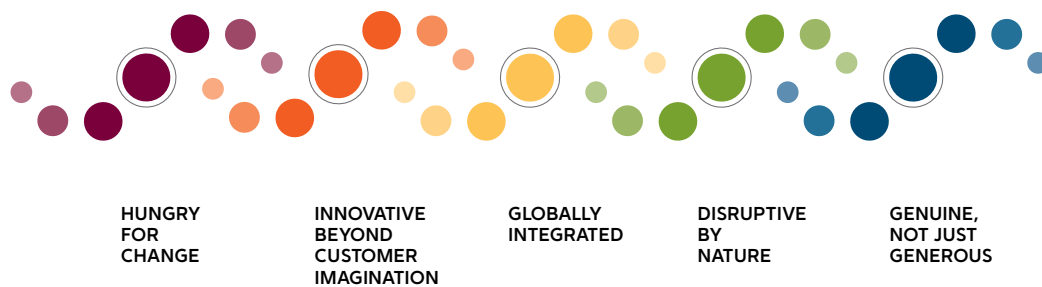 HUNGRY
FOR
CHANGE
INNOVATIVE
BEYOND
CUSTOMER
IMAGINATION
GLOBALLY
INTEGRATED
DISRUPTIVE
BY
NATURE
GENUINE,
NOT JUST
GENEROUS